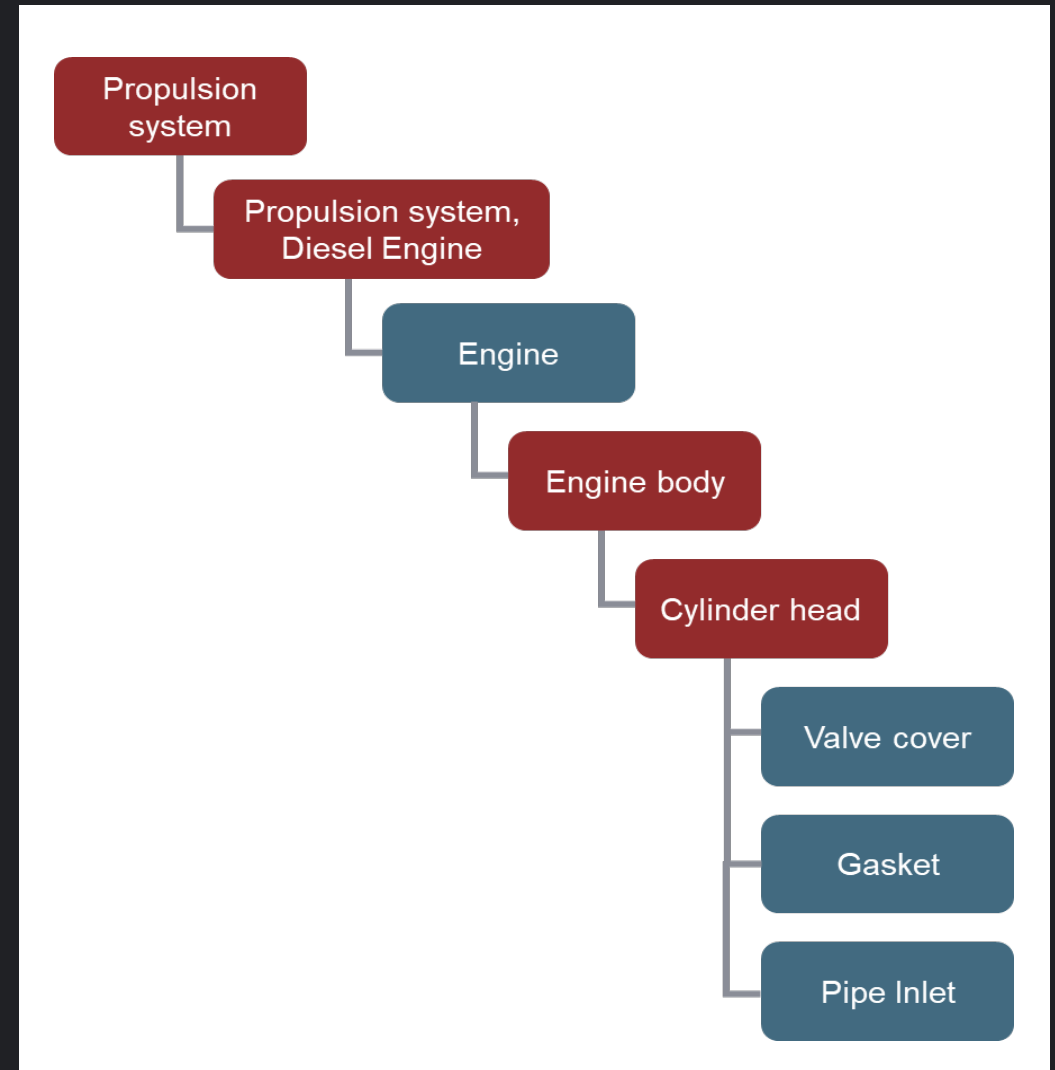 Propulsion
system
Propulsion system,
Diesel Engine
Engine
Engine body
Cylinder head
Valve cover
Gasket
Pipe Inlet